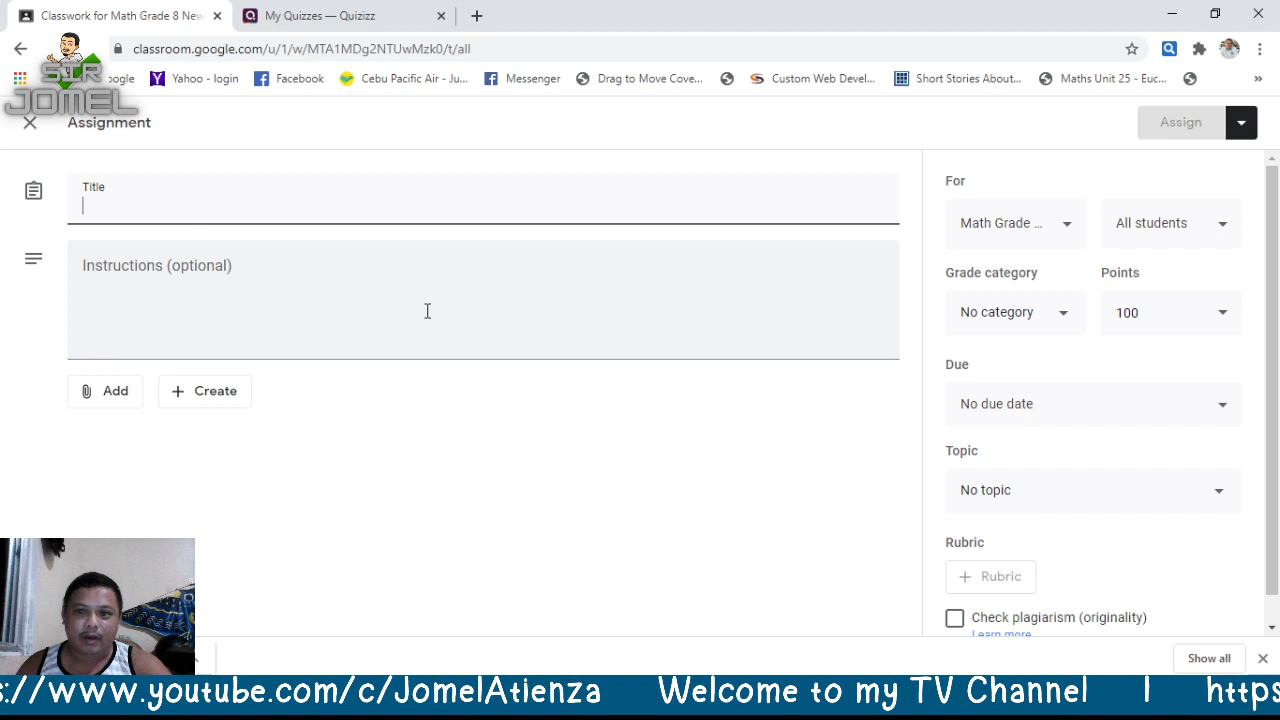 Classwork for Math Grade 8 New
My Quizzes — Quizizz
classroom.google.com/u/1/w/MTA1MDg2NTUwMzk0/t/all
ogle
Yahoo - login
Facebook
Cebu Pacific Air - Ju...
Messenger
Drag to Move Cove...
Custom Web Devel...
Short Stories About...
Maths Unit 25 - Euc...
»
SIR
JOMEL
Assignment
Assign
Title
Instructions (optional)
Add
Create
For
Math Grade ...
All students
Grade category
Points
No category
100
Due
No due date
Topic
No topic
Rubric
Rubric
Check plagiarism (originality)
Learn more
Show all
s://www.youtube.com/c/JomelAtienza Welcome to my TV Channel | https